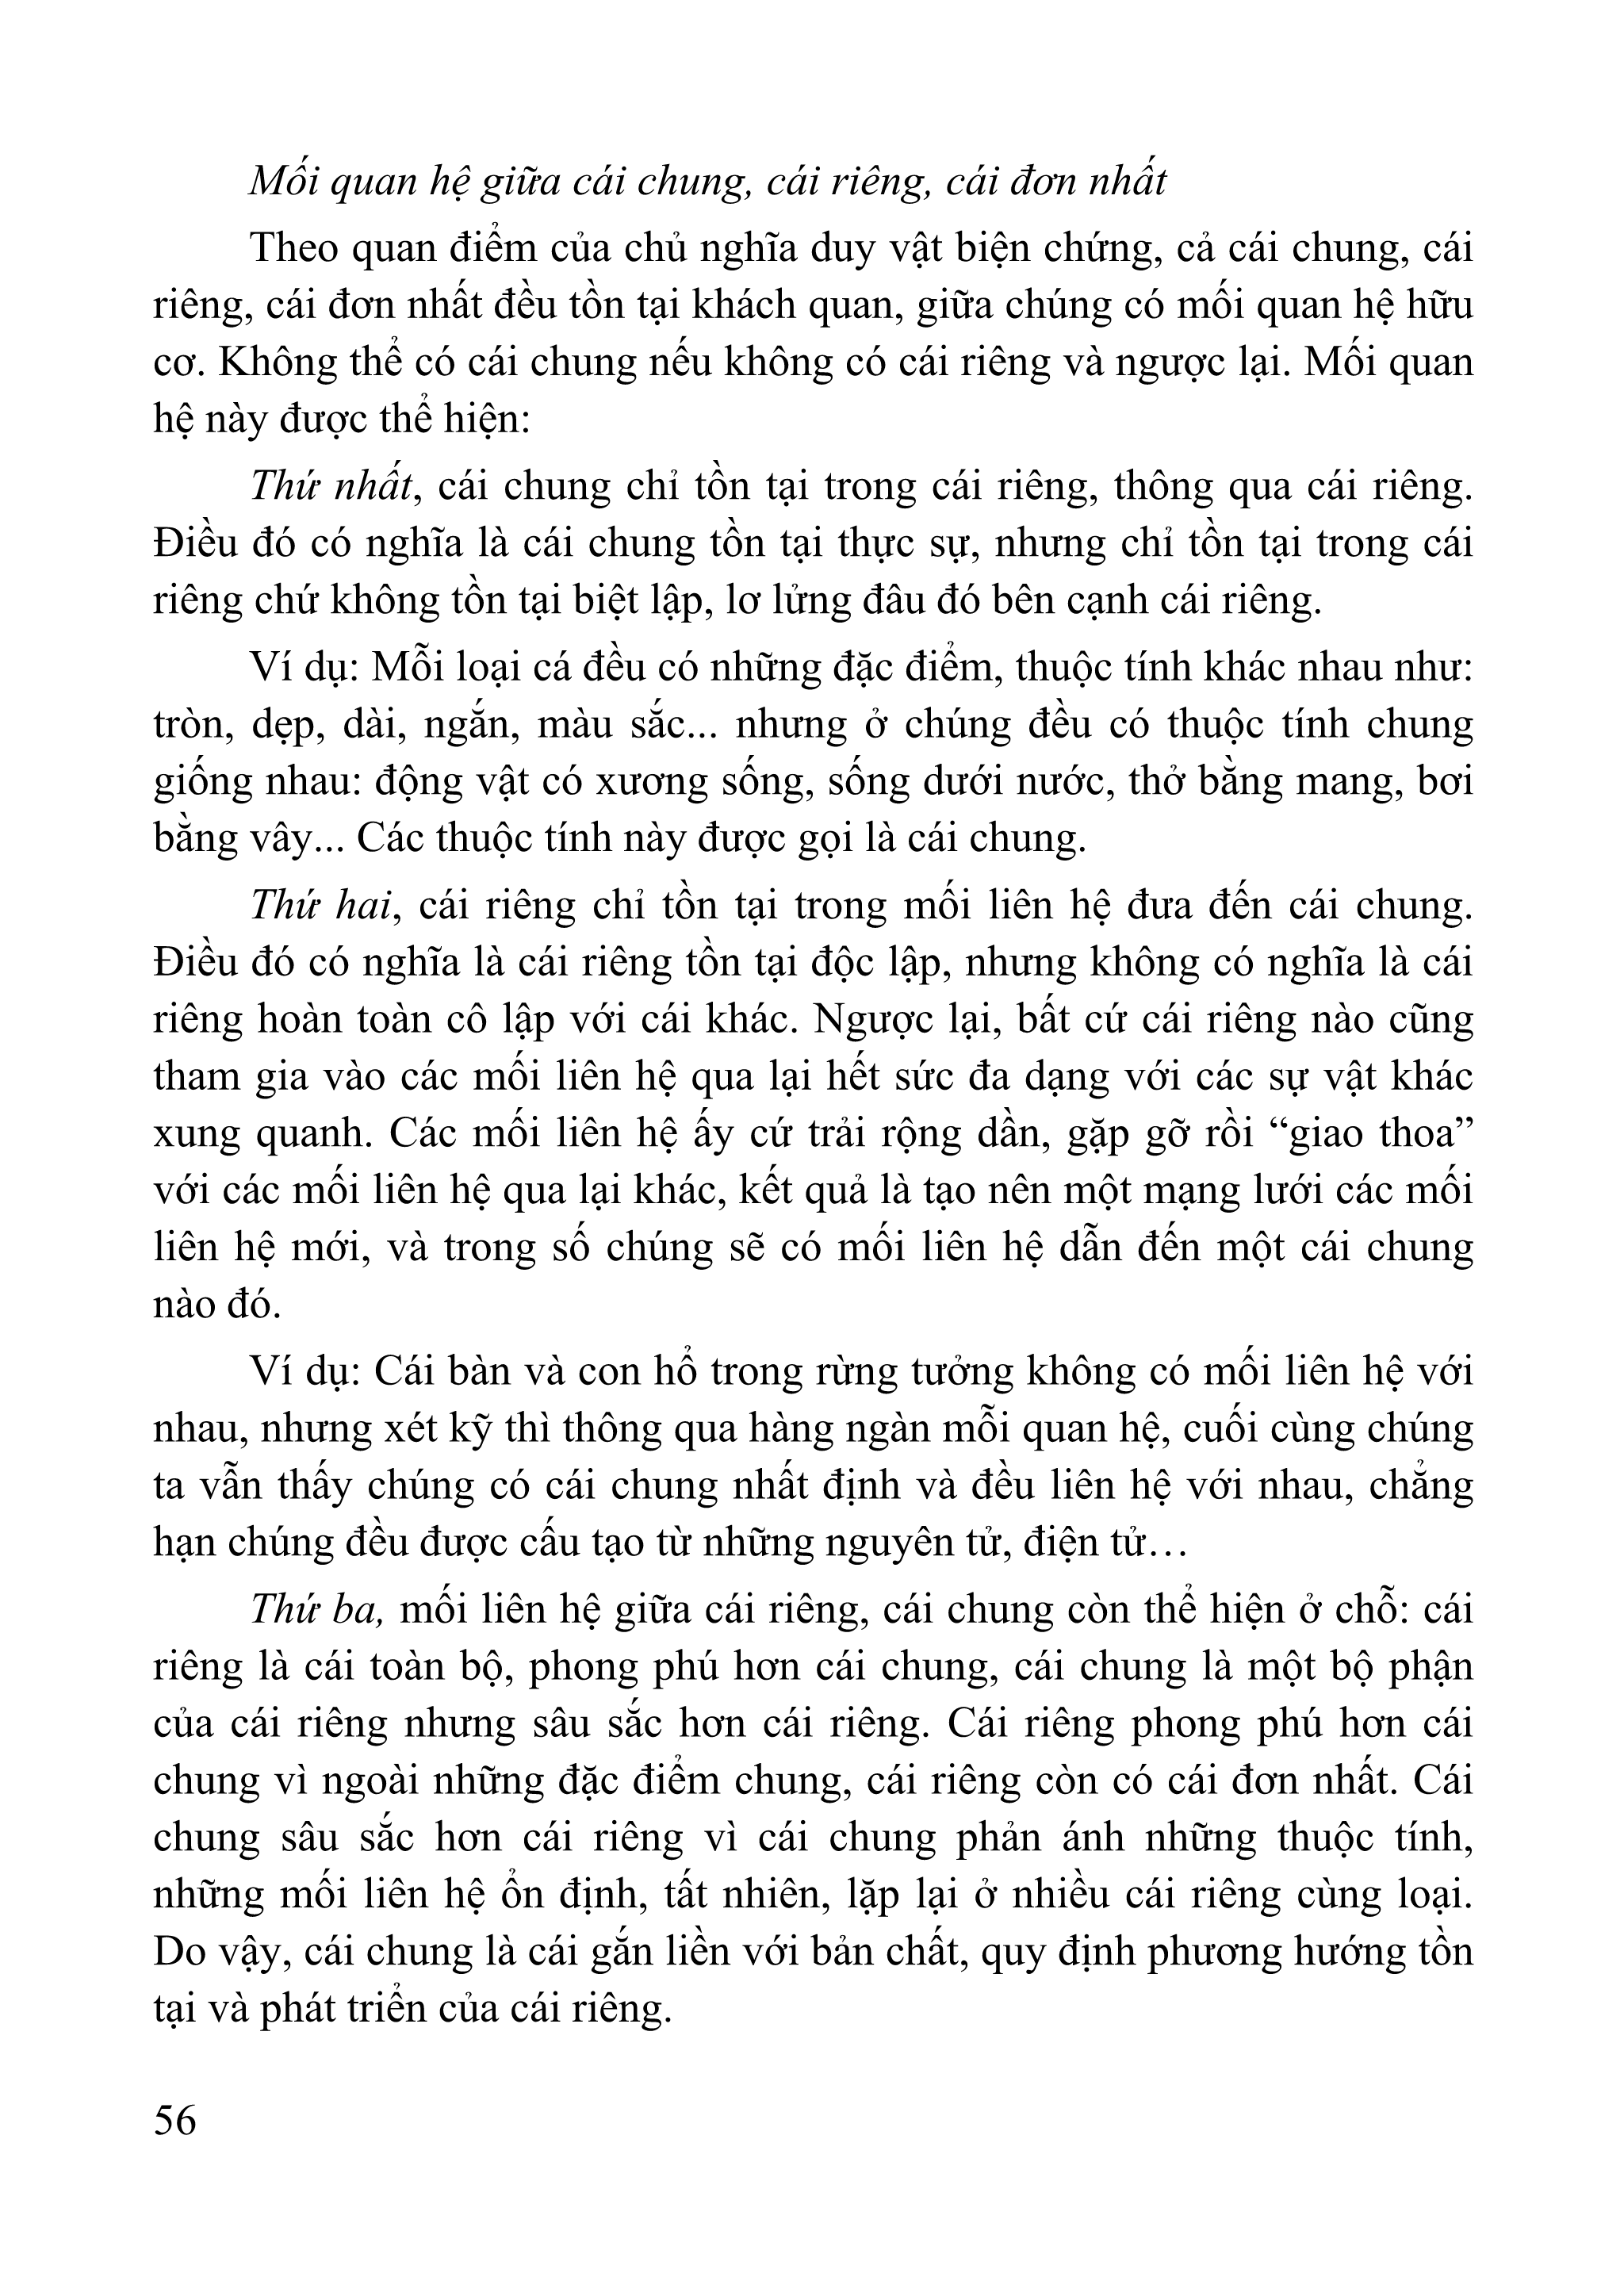 Mối quan hệ giữa cái chung, cái riêng, cái đơn nhất
Theo quan điểm của chủ nghĩa duy vật biện chứng, cả cái chung, cái
riêng, cái đơn nhất đều tồn tại khách quan, giữa chúng có mối quan hệ hữu
cơ. Không thể có cái chung nếu không có cái riêng và ngược lại. Mối quan
hệ này được thể hiện:
Thứ nhất, cái chung chỉ tồn tại trong cái riêng, thông qua cái riêng.
Điều đó có nghĩa là cái chung tồn tại thực sự, nhưng chỉ tồn tại trong cái
riêng chứ không tồn tại biệt lập, lơ lửng đâu đó bên cạnh cái riêng.
Ví dụ: Mỗi loại cá đều có những đặc điểm, thuộc tính khác nhau như:
tròn, dẹp, dài, ngắn, màu sắc... nhưng ở chúng đều có thuộc tính chung
giống nhau: động vật có xương sống, sống dưới nước, thở bằng mang, bơi
bằng vây... Các thuộc tính này được gọi là cái chung.
Thứ hai, cái riêng chỉ tồn tại trong mối liên hệ đưa đến cái chung.
Điều đó có nghĩa là cái riêng tồn tại độc lập, nhưng không có nghĩa là cái
riêng hoàn toàn cô lập với cái khác. Ngược lại, bất cứ cái riêng nào cũng
tham gia vào các mối liên hệ qua lại hết sức đa dạng với các sự vật khác
xung quanh. Các mối liên hệ ấy cứ trải rộng dần, gặp gỡ rồi “giao thoa”
với các mối liên hệ qua lại khác, kết quả là tạo nên một mạng lưới các mối
liên hệ mới, và trong số chúng sẽ có mối liên hệ dẫn đến một cái chung
nào đó.
Ví dụ: Cái bàn và con hổ trong rừng tưởng không có mối liên hệ với
nhau, nhưng xét kỹ thì thông qua hàng ngàn mỗi quan hệ, cuối cùng chúng
ta vẫn thấy chúng có cái chung nhất định và đều liên hệ với nhau, chẳng
hạn chúng đều được cấu tạo từ những nguyên tử, điện tử…
Thứ ba, mối liên hệ giữa cái riêng, cái chung còn thể hiện ở chỗ: cái
riêng là cái toàn bộ, phong phú hơn cái chung, cái chung là một bộ phận
của cái riêng nhưng sâu sắc hơn cái riêng. Cái riêng phong phú hơn cái
chung vì ngoài những đặc điểm chung, cái riêng còn có cái đơn nhất. Cái
chung sâu sắc hơn cái riêng vì cái chung phản ánh những thuộc tính,
những mối liên hệ ổn định, tất nhiên, lặp lại ở nhiều cái riêng cùng loại.
Do vậy, cái chung là cái gắn liền với bản chất, quy định phương hướng tồn
tại và phát triển của cái riêng.
56